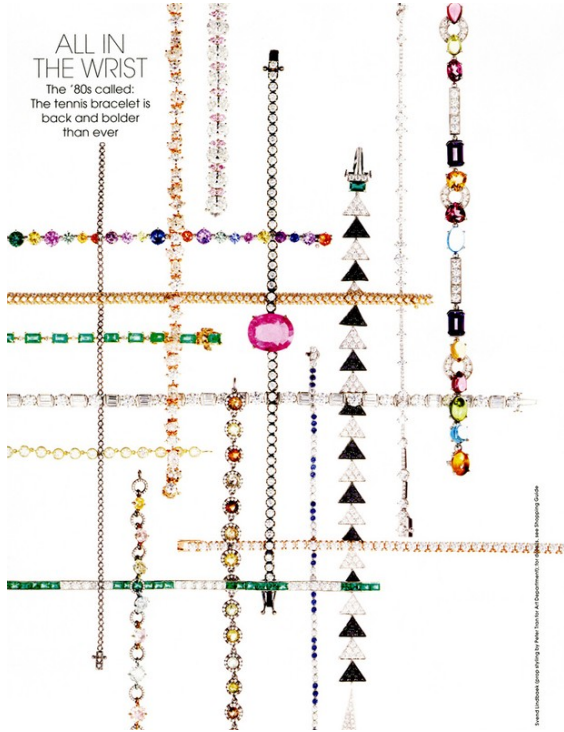 ALL IN
THE WRIST
The '80s called:
The tennis bracelet is
back and bolder
than ever
Svend Lindbaek (prop styling by Peter Tran for Art Department); for details, see Shopping Guide